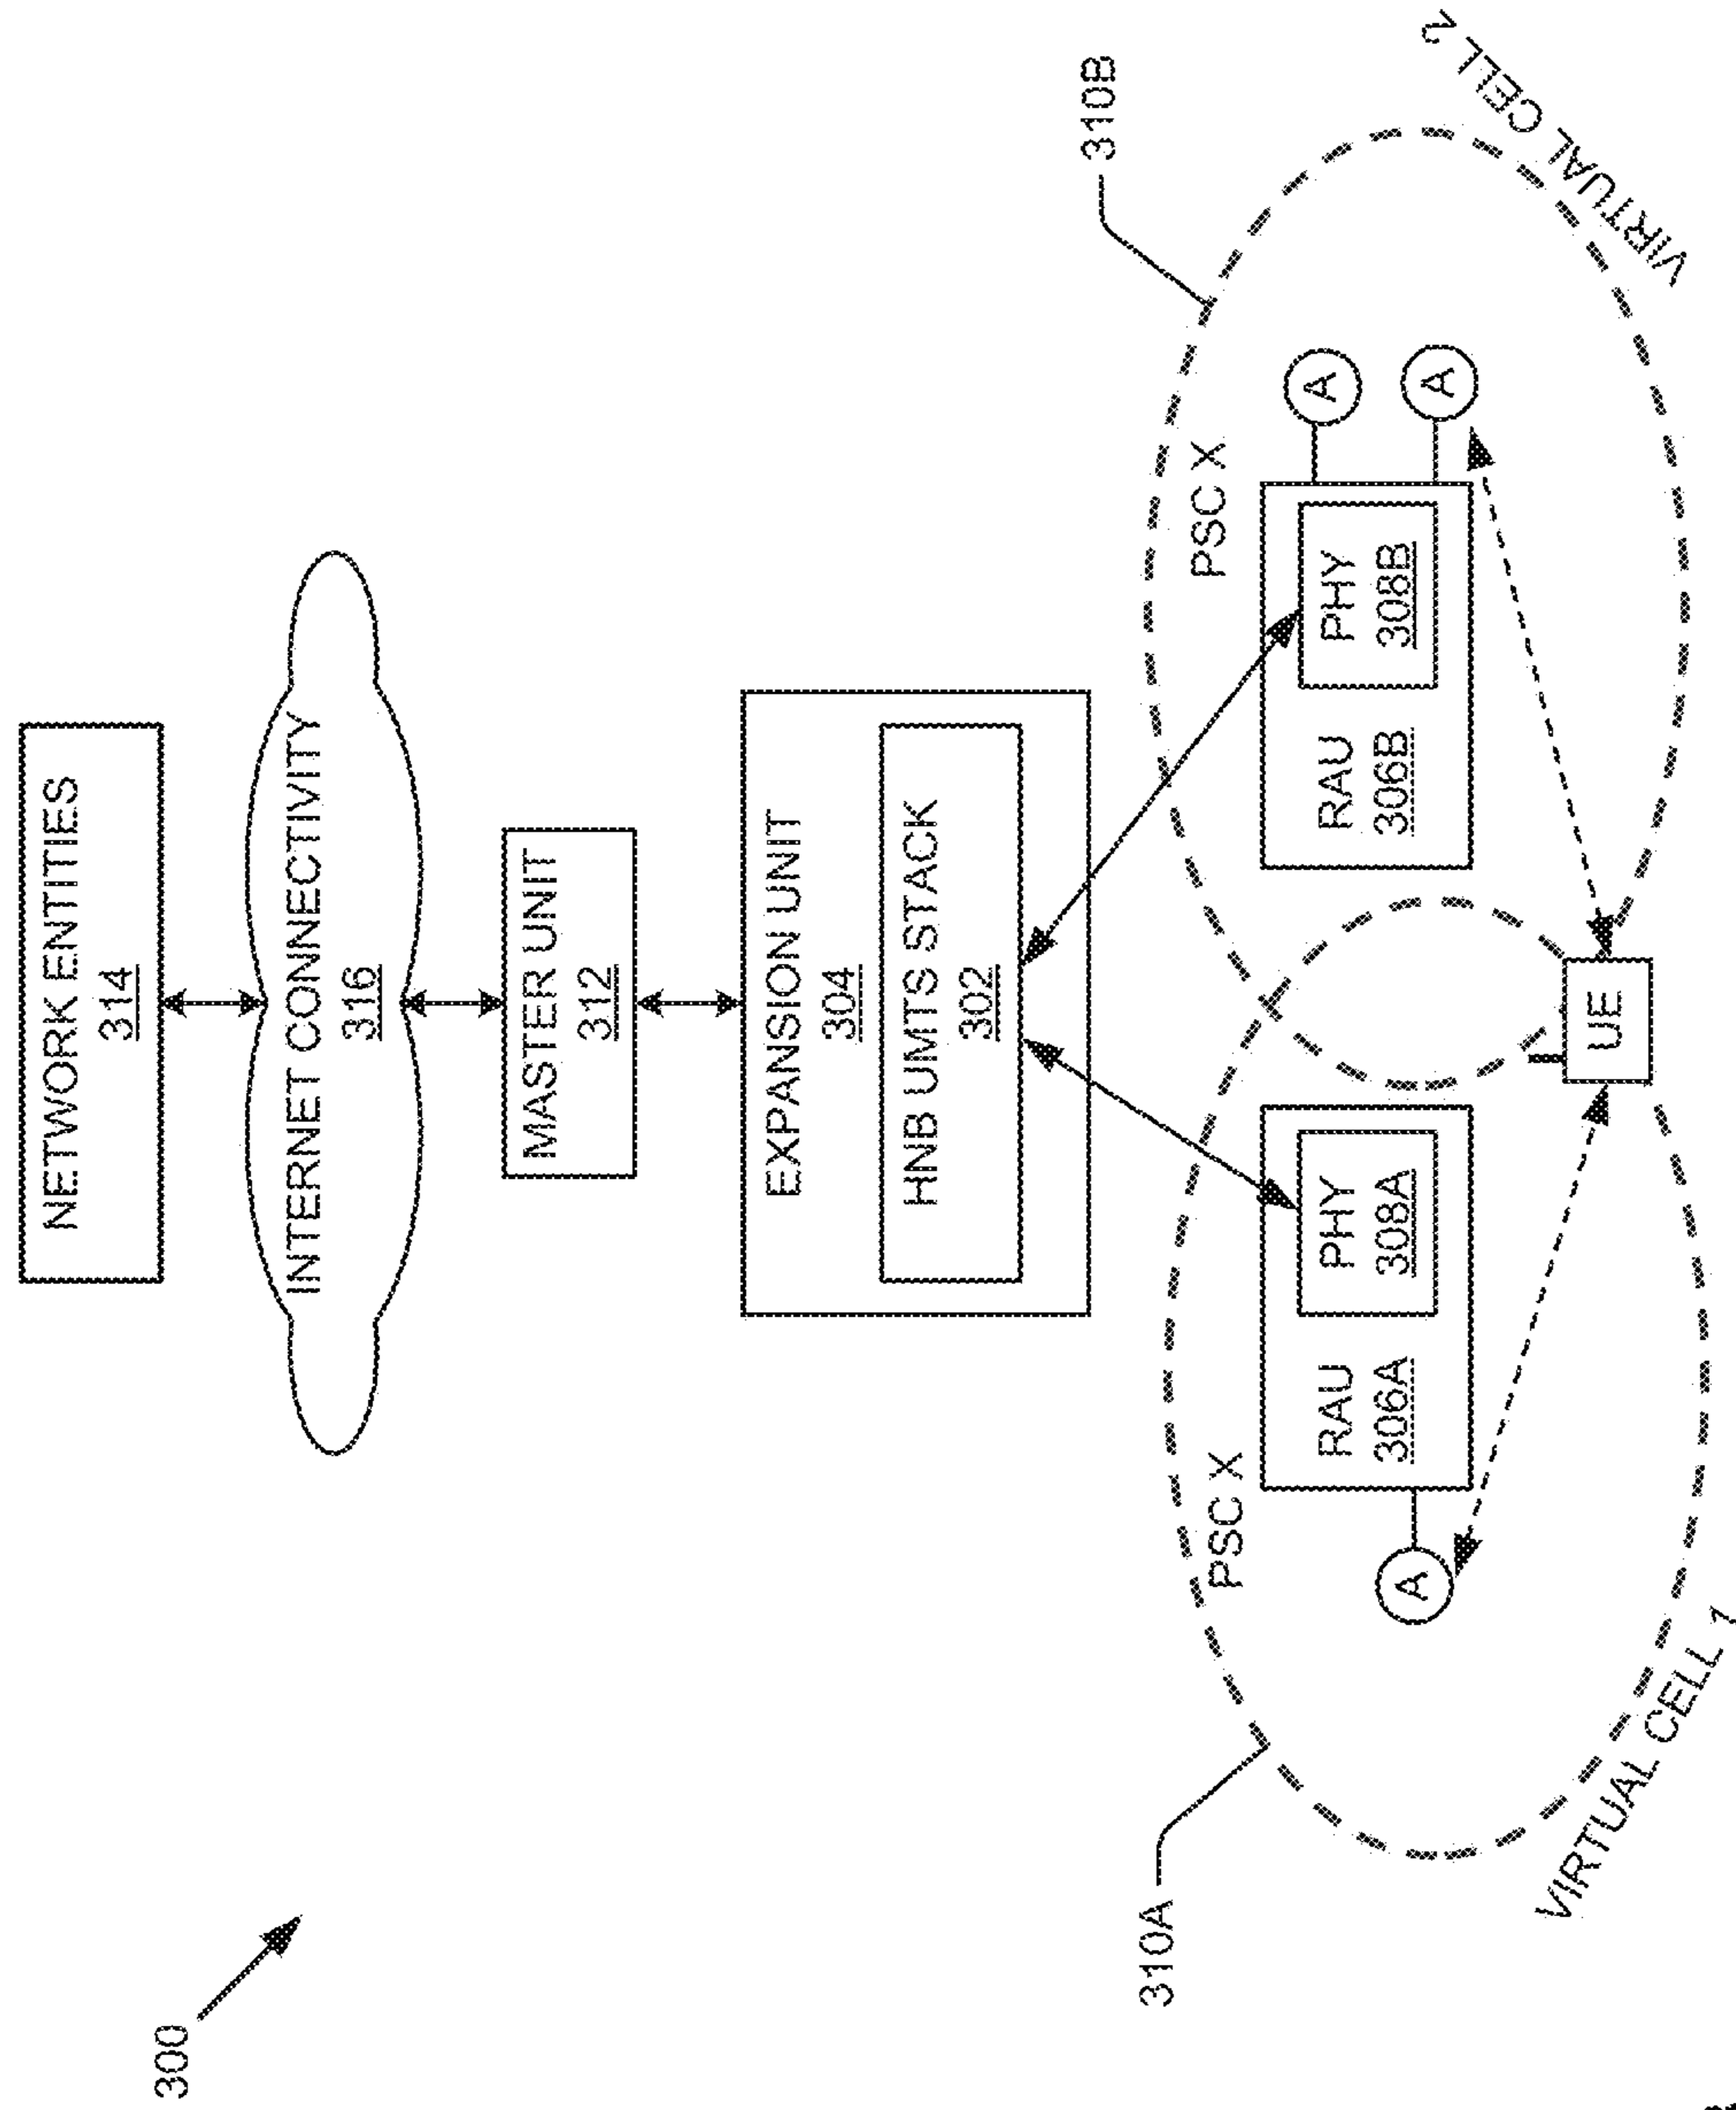 300
NETWORK ENTITIES
314
INTERNET CONNECTIVITY
316
MASTER UNIT
312
EXPANSION UNIT
304
HNB UMTS STACK
302
310A
310B
PSC X
PSC X
RAU
306A
PHY
308A
RAU
306B
PHY
308B
A
A
A
UE
VIRTUAL CELL 1
VIRTUAL CELL 2